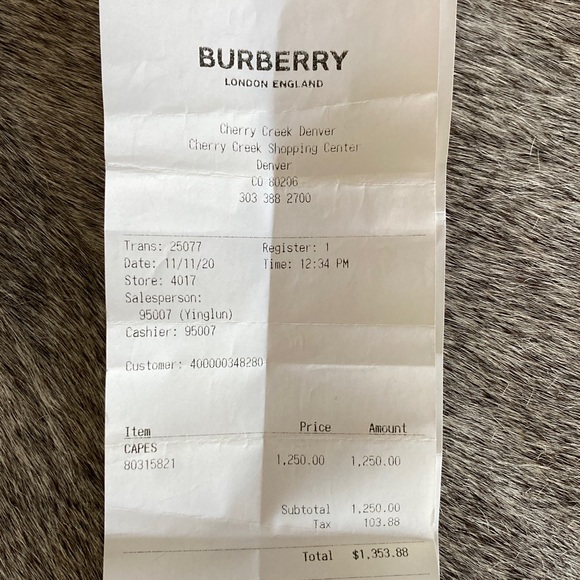 BURBERRY
LONDON ENGLAND
Cherry Creek Denver
Cherry Creek Shopping Center
Denver
CO 80206
303 388 2700
Trans: 25077 Register: 1
Date: 11/11/20 Time: 12:34 PM
Store: 4017
Salesperson:
95007 (Yinglun)
Cashier: 95007
Customer: 400000348280
Item Price Amount
CAPES
80315821 1,250.00 1,250.00
Subtotal 1,250.00
Tax 103.88
Total $1,353.88